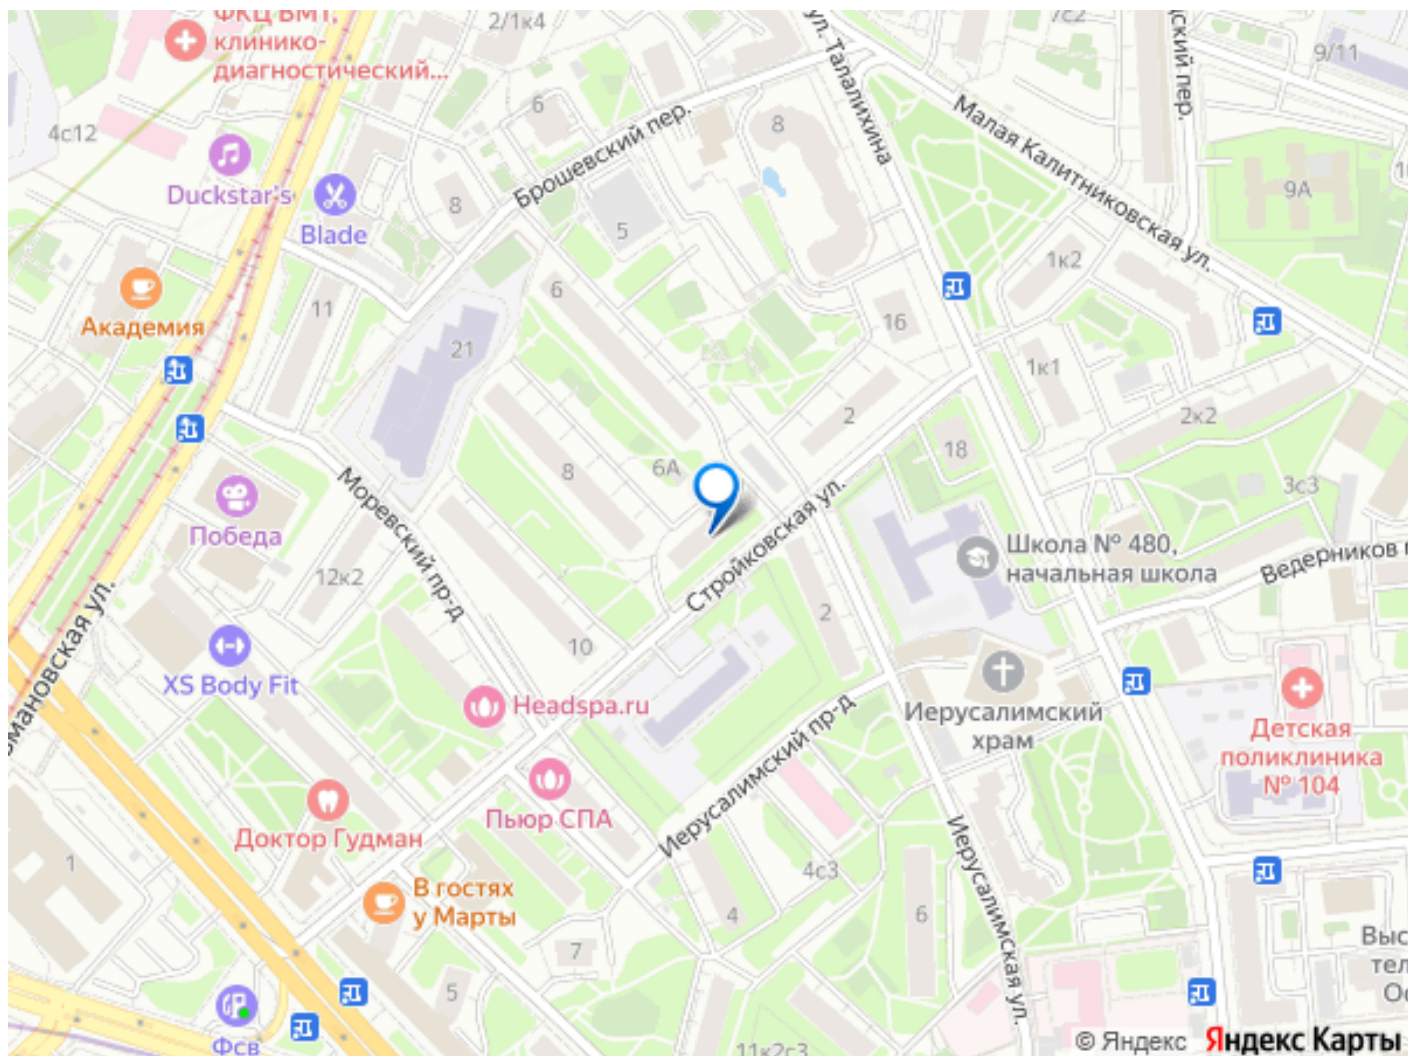 ФКЦ ВМТ,
клинико-
диагностический...
2/1к4
7с2
9/11
4с12
6
8
Duckstar's
Blade
8
Брошевский пер.
5
ул. Талалихина
Малая Калитниковская ул.
9А
1к2
Академия
11
6
21
16
1к1
2
2к2
18
3с3
8
6А
Победа
Моревский пр-д
12к2
Стройковская ул.
Школа № 480,
начальная школа
Ведерников
10
2
XS Body Fit
Headspa.ru
Иерусалимский
храм
Детская
поликлиника
№ 104
Доктор Гудман
Пьюр СПА
Иерусалимский пр-д
1
В гостях
у Марты
4с3
4
6
7
5
Иерусалимская ул.
Фсв
11к2с3
© Яндекс Яндекс Карты